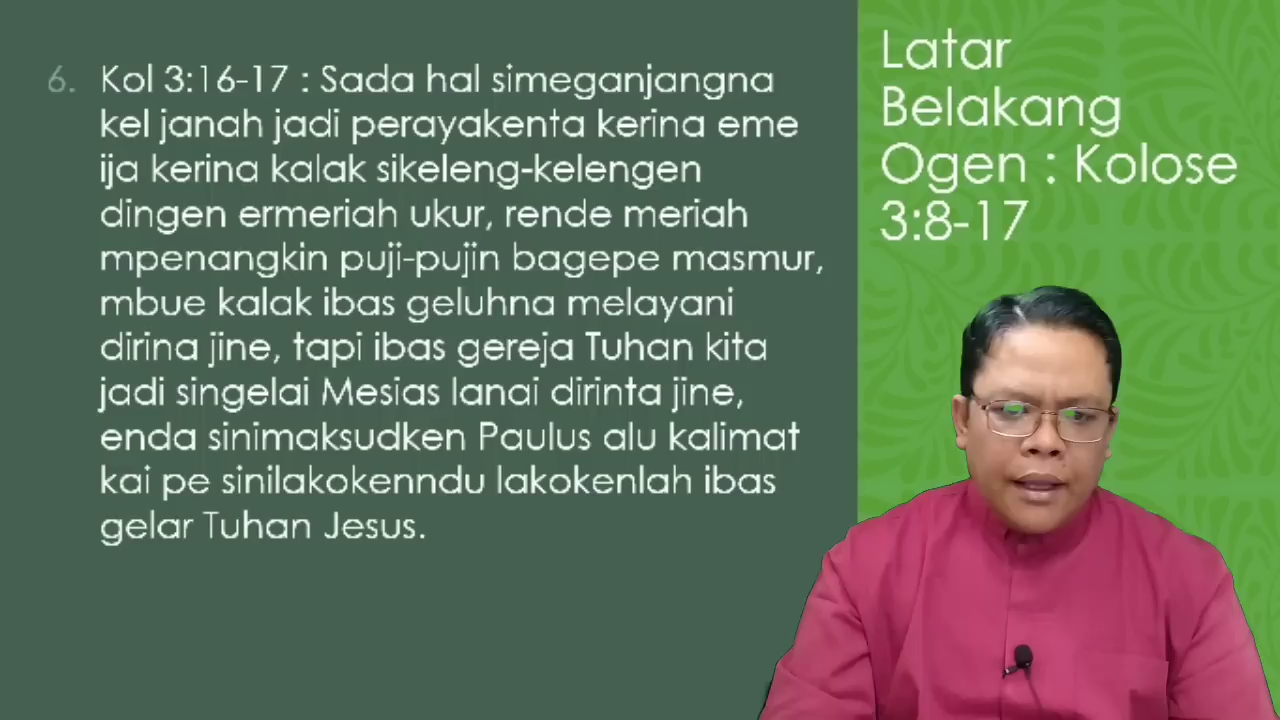 6. Kol 3:16-17 : Sada hal simeganjangna
kel janah jadi perayakenta kerina eme
ija kerina kalak sikeleng-kelengen
dingen ermeriah ukur, rende meriah
mpenangkin puji-pujin bagepe masmur,
mbue kalak ibas geluhna melayani
dirina jine, tapi ibas gereja Tuhan kita
jadi singelai Mesias lanai dirinta jine,
enda sinimaksudken Paulus alu kalimat
kai pe sinilakokenndu lakokenlah ibas
gelar Tuhan Jesus.
Latar
Belakang
Ogen : Kolose
3:8-17